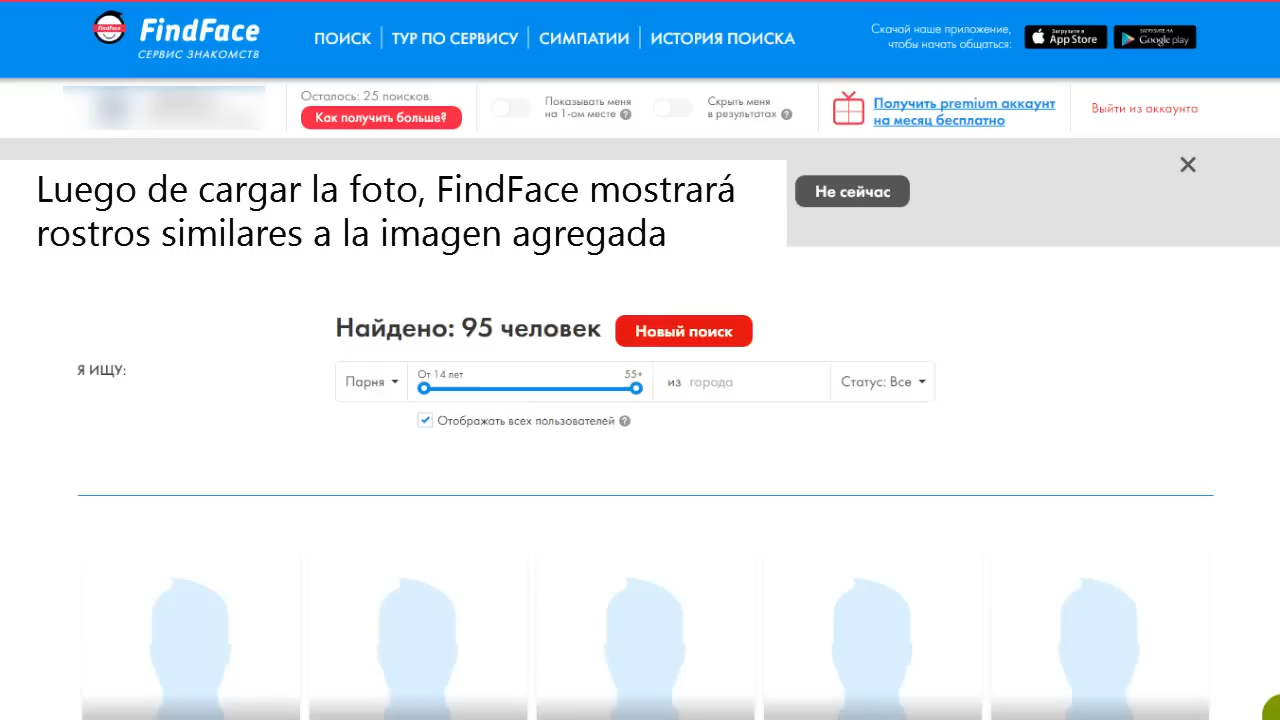 FindFace
FindFace
СЕРВИС ЗНАКОМСТВ
ПОИСК
ТУР ПО СЕРВИСУ
СИМПАТИИ
ИСТОРИЯ ПОИСКА
Скачай наше приложение,
чтобы начать общаться:
Загрузите в
App Store
ЗАГРУЗИТЕ НА
Google play
Осталось: 25 поисков.
Как получить больше?
Показывать меня
на 1-ом месте ?
Скрыть меня
в результатах ?
Получить premium аккаунт
на месяц бесплатно
Выйти из аккаунта
Luego de cargar la foto, FindFace mostrará
rostros similares a la imagen agregada
Не сейчас
Найдено: 95 человек
Новый поиск
Я ИЩУ:
Парня
От 14 лет
55+
из города
Статус: Все
Отображать всех пользователей ?